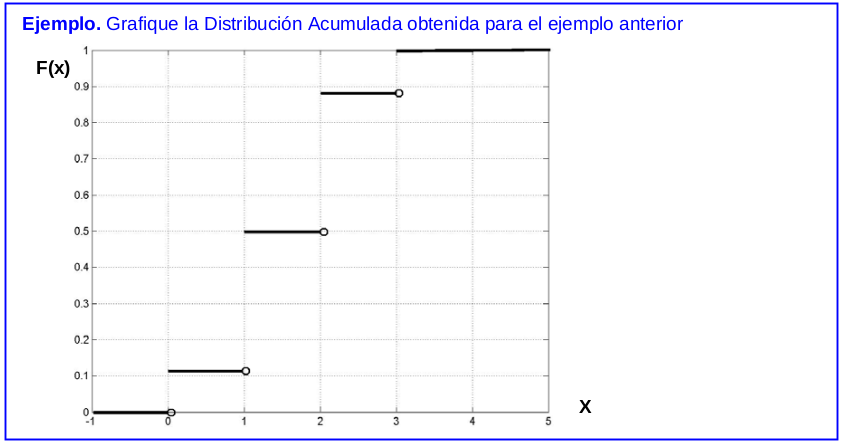 Ejemplo. Grafique la Distribución Acumulada obtenida para el ejemplo anterior
F(x)
1
0.9
0.8
0.7
0.6
0.5
0.4
0.3
0.2
0.1
0
-1 0 1 2 3 4 5
X